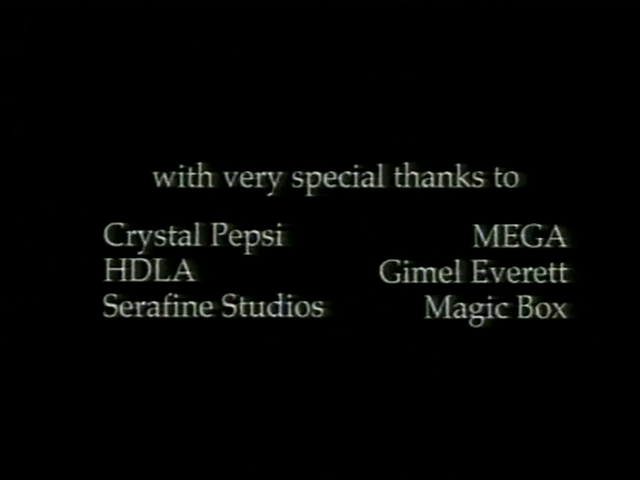 with very special thanks to
Crystal Pepsi MEGA
HDLA Gimel Everett
Serafine Studios Magic Box